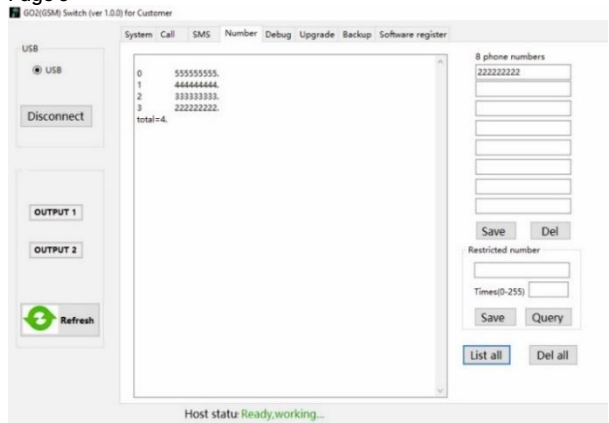 GO2(GSM) Switch (ver 1.0.0) for Customer
System Call SMS Number Debug Upgrade Backup Software register
USB
USB
Disconnect
OUTPUT 1
OUTPUT 2
Refresh
0 555555555.
1 444444444.
2 333333333.
3 222222222.
total=4.
8 phone numbers
222222222
Save Del
Restricted number
Times(0-255)
Save Query
List all Del all
Host statu: Ready,working...